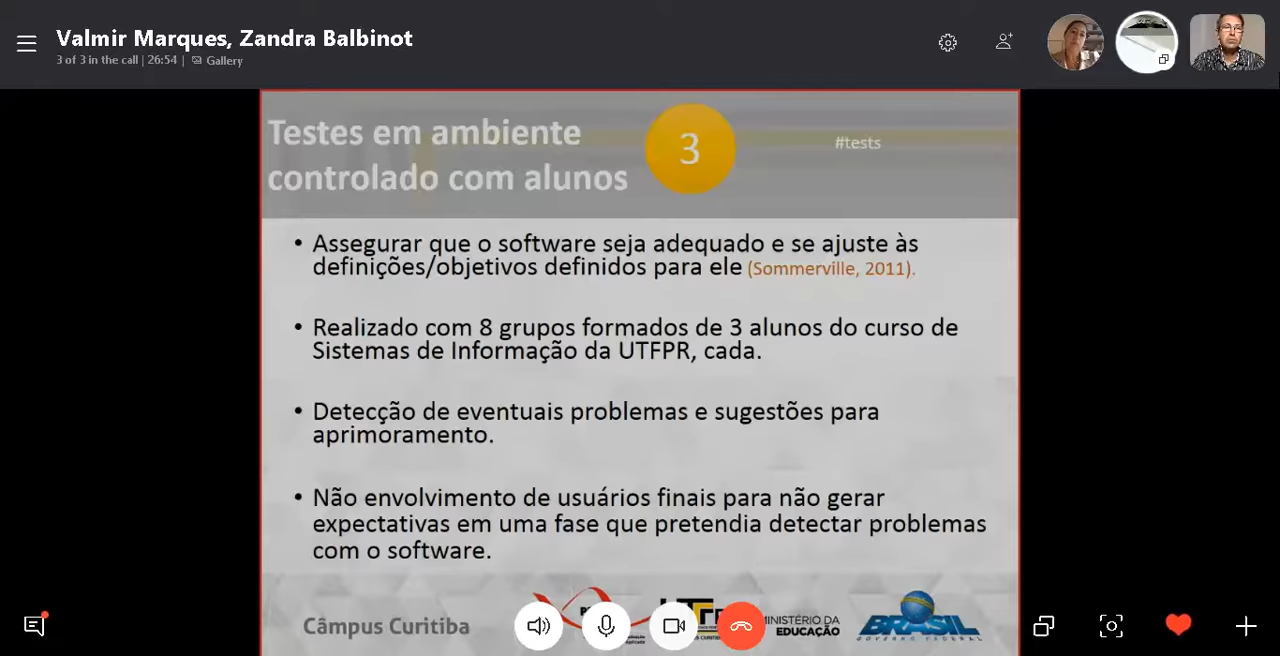 Valmir Marques, Zandra Balbinot
3 of 3 in the call | 26:54 | Gallery
Testes em ambiente
controlado com alunos
3
#tests
• Assegurar que o software seja adequado e se ajuste às
definições/objetivos definidos para ele (Sommerville, 2011).
• Realizado com 8 grupos formados de 3 alunos do curso de
Sistemas de Informação da UTFPR, cada.
• Detecção de eventuais problemas e sugestões para
aprimoramento.
• Não envolvimento de usuários finais para não gerar
expectativas em uma fase que pretendia detectar problemas
com o software.
Câmpus Curitiba
MINISTÉRIO DA
EDUCAÇÃO
BRASIL
GOVERNO FEDERAL